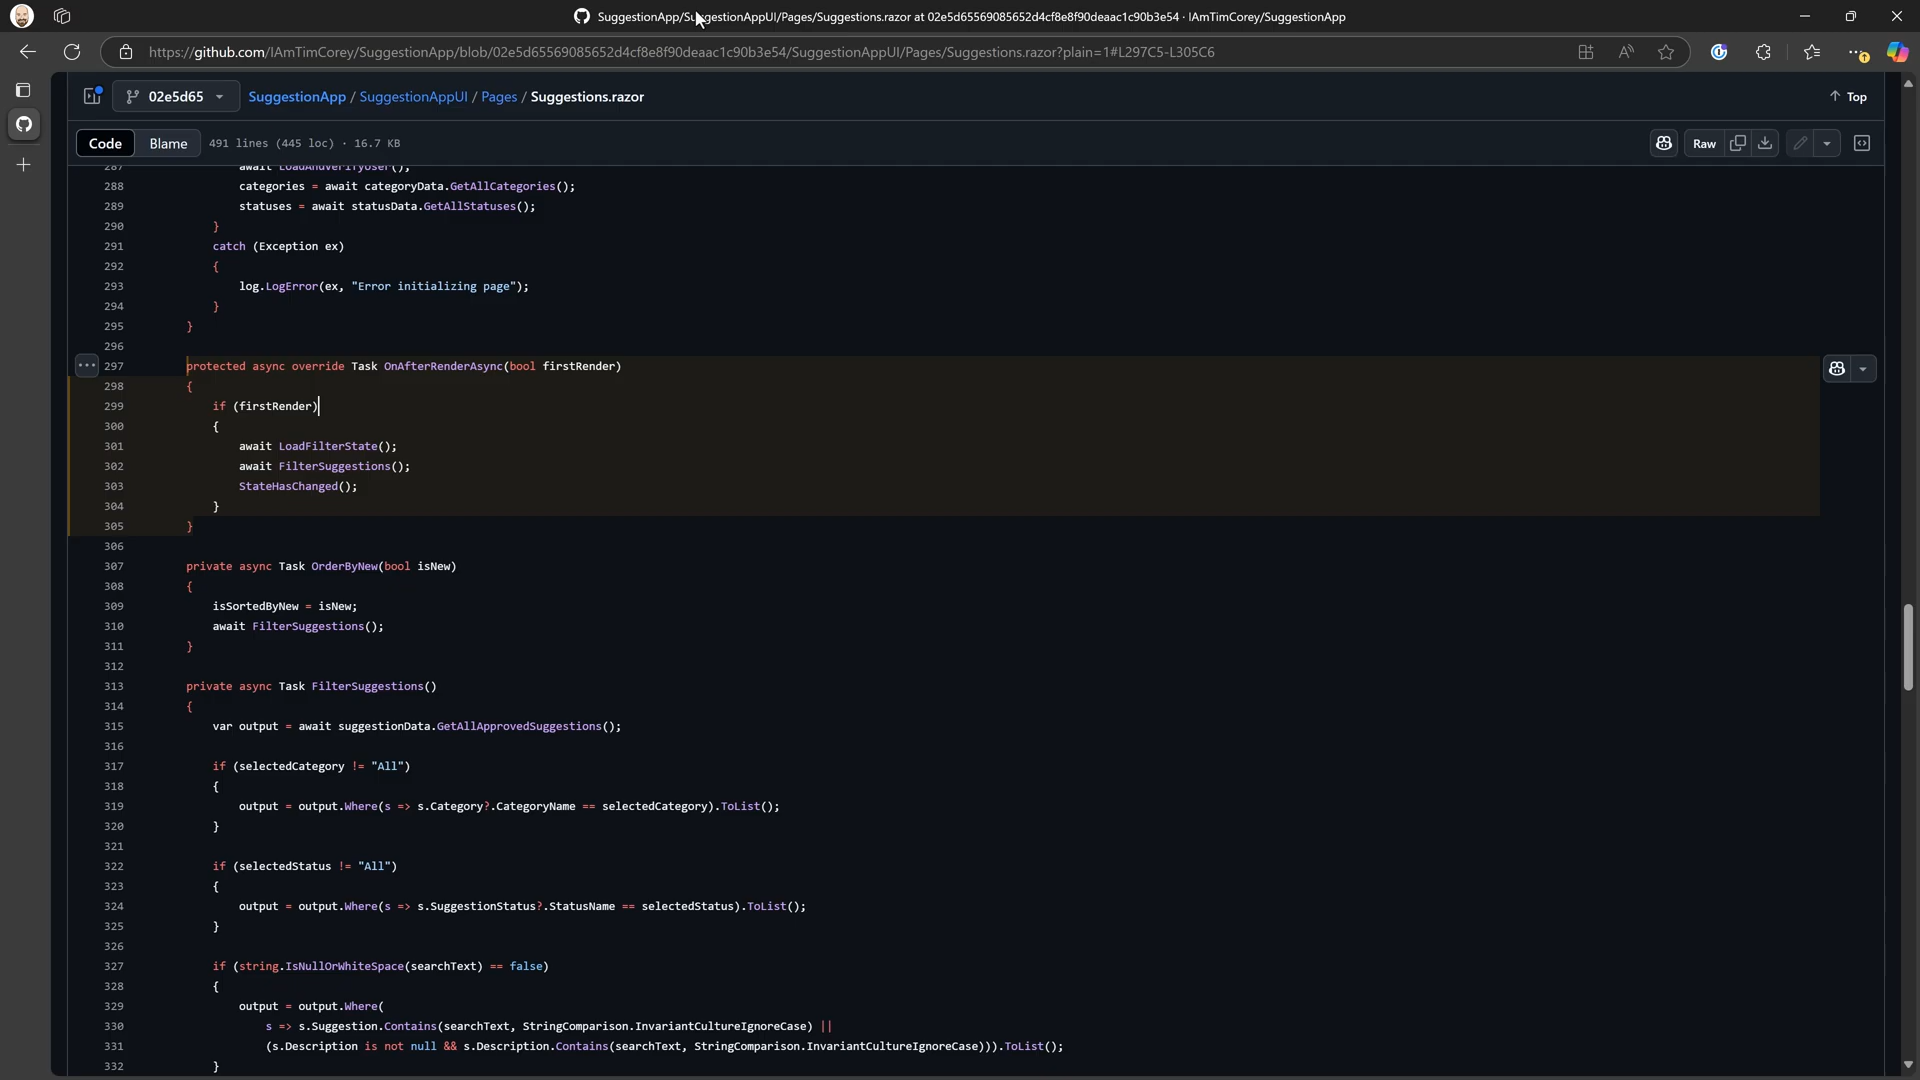 SuggestionApp/SuggestionAppUI/Pages/Suggestions.razor at 02e5d65569085652d4cf8e8f90deaac1c90b3e54 · IAmTimCorey/SuggestionApp
https://github.com/IAmTimCorey/SuggestionApp/blob/02e5d65569085652d4cf8e8f90deaac1c90b3e54/SuggestionAppUI/Pages/Suggestions.razor?plain=1#L297C5-L305C6
02e5d65 SuggestionApp / SuggestionAppUI / Pages / Suggestions.razor Top
Code Blame 491 lines (445 loc) · 16.7 KB Raw
287 await LoadAndVerifyUser();
288 categories = await categoryData.GetAllCategories();
289 statuses = await statusData.GetAllStatuses();
290 }
291 catch (Exception ex)
292 {
293 log.LogError(ex, "Error initializing page");
294 }
295 }
296
297 protected async override Task OnAfterRenderAsync(bool firstRender)
298 {
299 if (firstRender)
300 {
301 await LoadFilterState();
302 await FilterSuggestions();
303 StateHasChanged();
304 }
305 }
306
307 private async Task OrderByNew(bool isNew)
308 {
309 isSortedByNew = isNew;
310 await FilterSuggestions();
311 }
312
313 private async Task FilterSuggestions()
314 {
315 var output = await suggestionData.GetAllApprovedSuggestions();
316
317 if (selectedCategory != "All")
318 {
319 output = output.Where(s => s.Category?.CategoryName == selectedCategory).ToList();
320 }
321
322 if (selectedStatus != "All")
323 {
324 output = output.Where(s => s.SuggestionStatus?.StatusName == selectedStatus).ToList();
325 }
326
327 if (string.IsNullOrWhiteSpace(searchText) == false)
328 {
329 output = output.Where(
330 s => s.Suggestion.Contains(searchText, StringComparison.InvariantCultureIgnoreCase) ||
331 (s.Description is not null && s.Description.Contains(searchText, StringComparison.InvariantCultureIgnoreCase))).ToList();
332 }